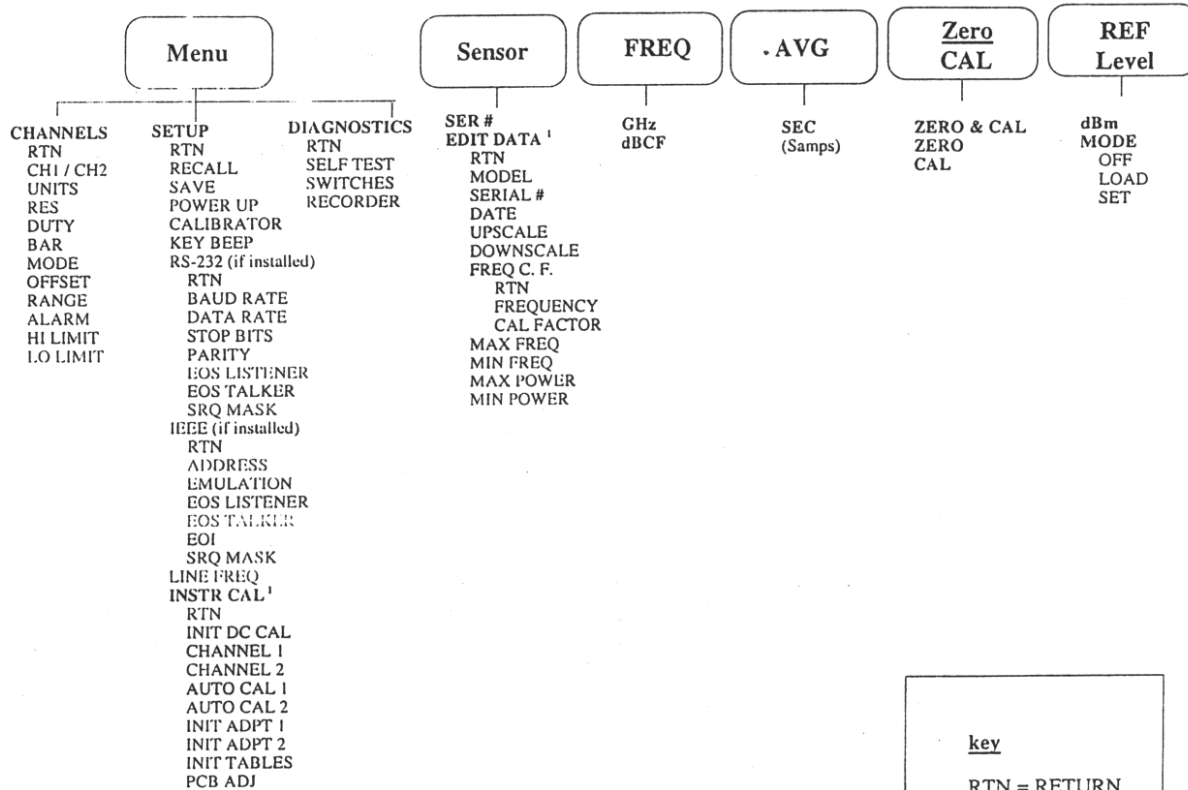 Menu
CHANNELS
RTN
CH1 / CH2
UNITS
RES
DUTY
BAR
MODE
OFFSET
RANGE
ALARM
HI LIMIT
LO LIMIT
SETUP
RTN
RECALL
SAVE
POWER UP
CALIBRATOR
KEY BEEP
RS-232 (if installed)
RTN
BAUD RATE
DATA RATE
STOP BITS
PARITY
EOS LISTENER
EOS TALKER
SRQ MASK
IEEE (if installed)
RTN
ADDRESS
EMULATION
EOS LISTENER
EOS TALKER
EOI
SRQ MASK
LINE FREQ
INSTR CAL ¹
RTN
INIT DC CAL
CHANNEL 1
CHANNEL 2
AUTO CAL 1
AUTO CAL 2
INIT ADPT 1
INIT ADPT 2
INIT TABLES
PCB ADJ
DIAGNOSTICS
RTN
SELF TEST
SWITCHES
RECORDER
Sensor
SER #
EDIT DATA ¹
RTN
MODEL
SERIAL #
DATE
UPSCALE
DOWNSCALE
FREQ C. F.
RTN
FREQUENCY
CAL FACTOR
MAX FREQ
MIN FREQ
MAX POWER
MIN POWER
FREQ
GHz
dBCF
AVG
SEC
(Samps)
Zero
CAL
ZERO & CAL
ZERO
CAL
REF
Level
dBm
MODE
OFF
LOAD
SET
key
RTN = RETURN